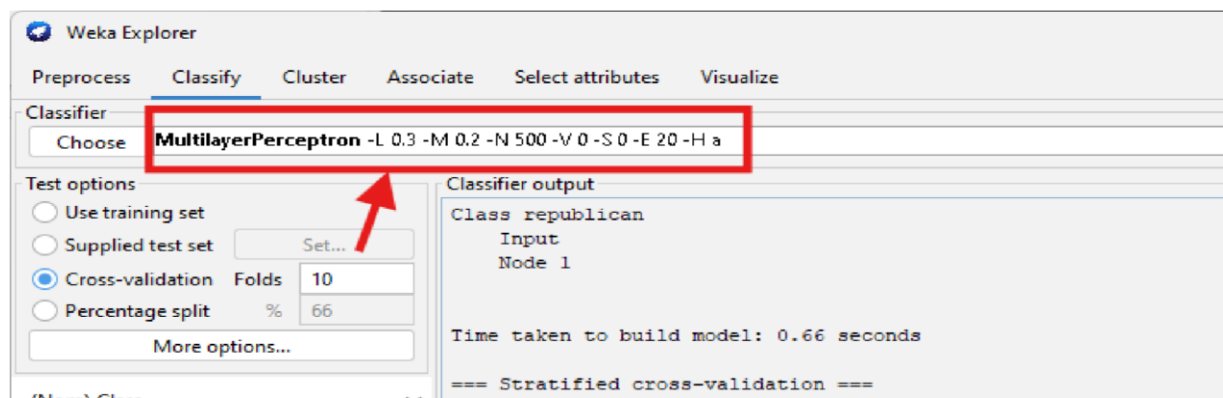 Weka Explorer
Preprocess Classify Cluster Associate Select attributes Visualize
Classifier
Choose MultilayerPerceptron -L 0.3 -M 0.2 -N 500 -V 0 -S 0 -E 20 -H a
Test options
Use training set
Supplied test set Set...
Cross-validation Folds 10
Percentage split % 66
More options...
Classifier output
Class republican
Input
Node 1
Time taken to build model: 0.66 seconds
=== Stratified cross-validation ===